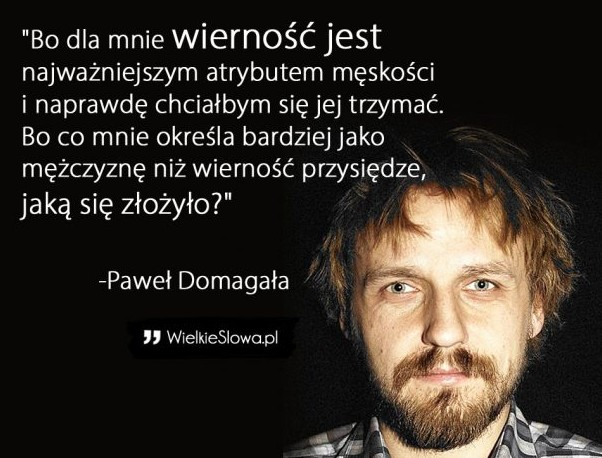 "Bo dla mnie wierność jest
najważniejszym atrybutem męskości
i naprawdę chciałbym się jej trzymać.
Bo co mnie określa bardziej jako
mężczyznę niż wierność przysiędze,
jaką się złożyło?"
-Paweł Domagała
WielkieSlowa.pl